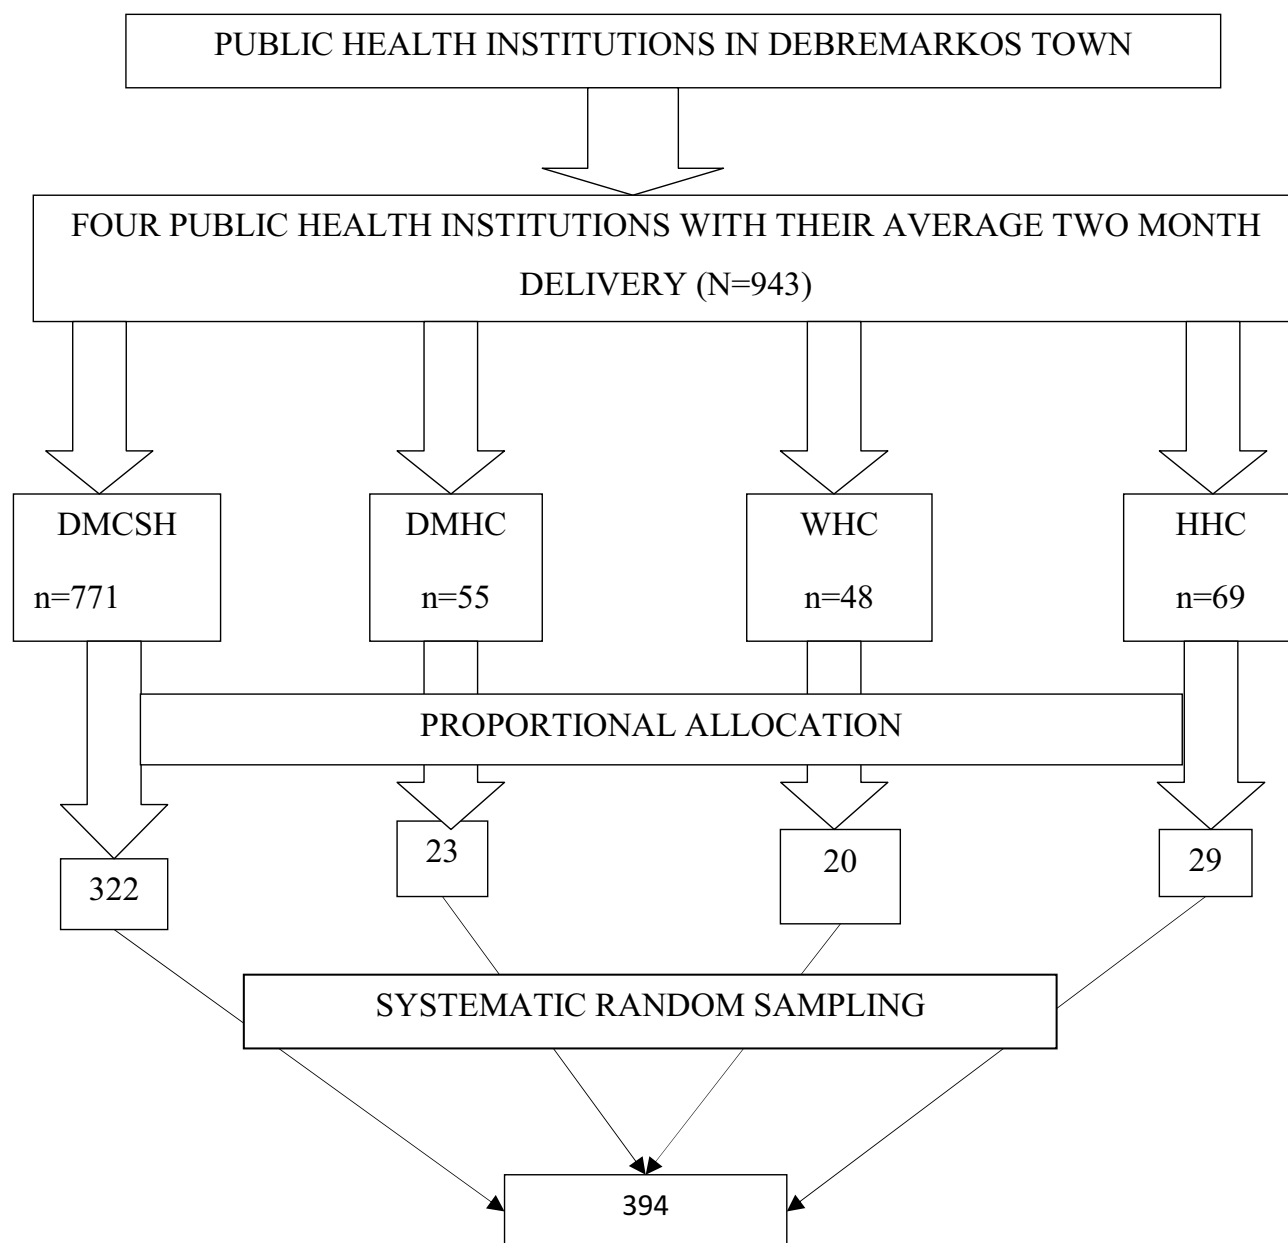 PUBLIC HEALTH INSTITUTIONS IN DEBREMARKOS TOWN
FOUR PUBLIC HEALTH INSTITUTIONS WITH THEIR AVERAGE TWO MONTH
DELIVERY (N=943)
DMCSH
n=771
DMHC
n=55
WHC
n=48
HHC
n=69
PROPORTIONAL ALLOCATION
322
23
20
29
SYSTEMATIC RANDOM SAMPLING
394